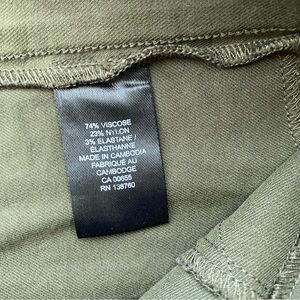 74% VISCOSE
23% NYLON
3% ELASTANE /
ÉLASTHANNE
MADE IN CAMBODIA
FABRIQUÉ AU
CAMBODGE
CA 00655
RN 138760